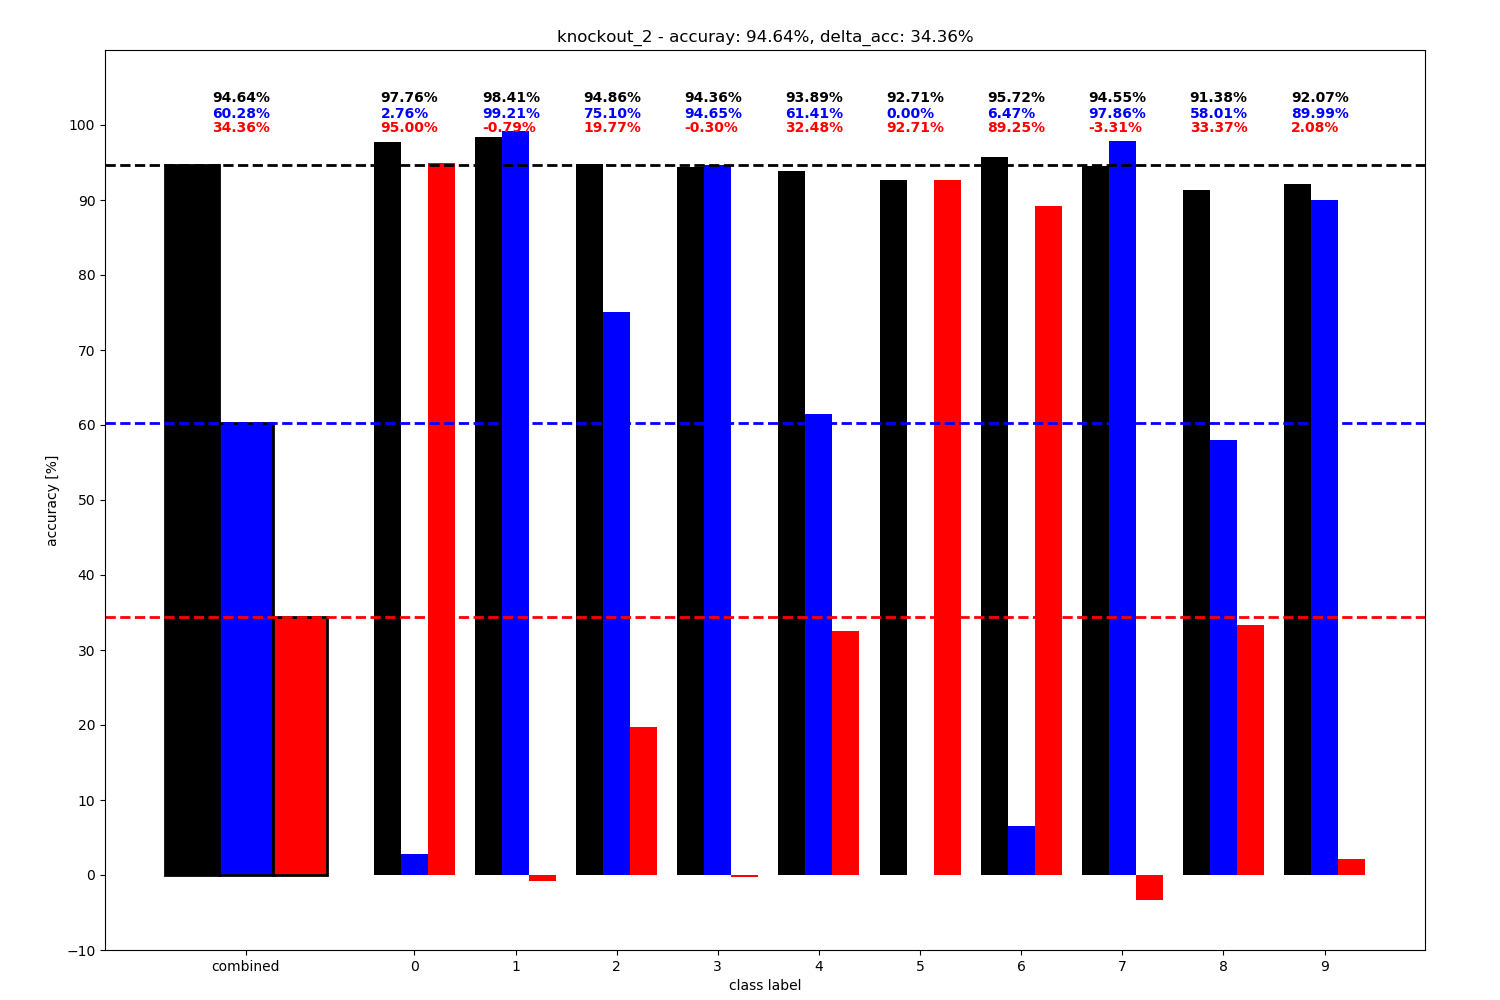 knockout_2 - accuray: 94.64%, delta_acc: 34.36%
94.64% 97.76% 98.41% 94.86% 94.36% 93.89% 92.71% 95.72% 94.55% 91.38% 92.07%
60.28% 2.76% 99.21% 75.10% 94.65% 61.41% 0.00% 6.47% 97.86% 58.01% 89.99%
34.36% 95.00% -0.79% 19.77% -0.30% 32.48% 92.71% 89.25% -3.31% 33.37% 2.08%
100
90
80
70
60
50
40
30
20
10
0
−10
accuracy [%]
combined 0 1 2 3 4 5 6 7 8 9
class label